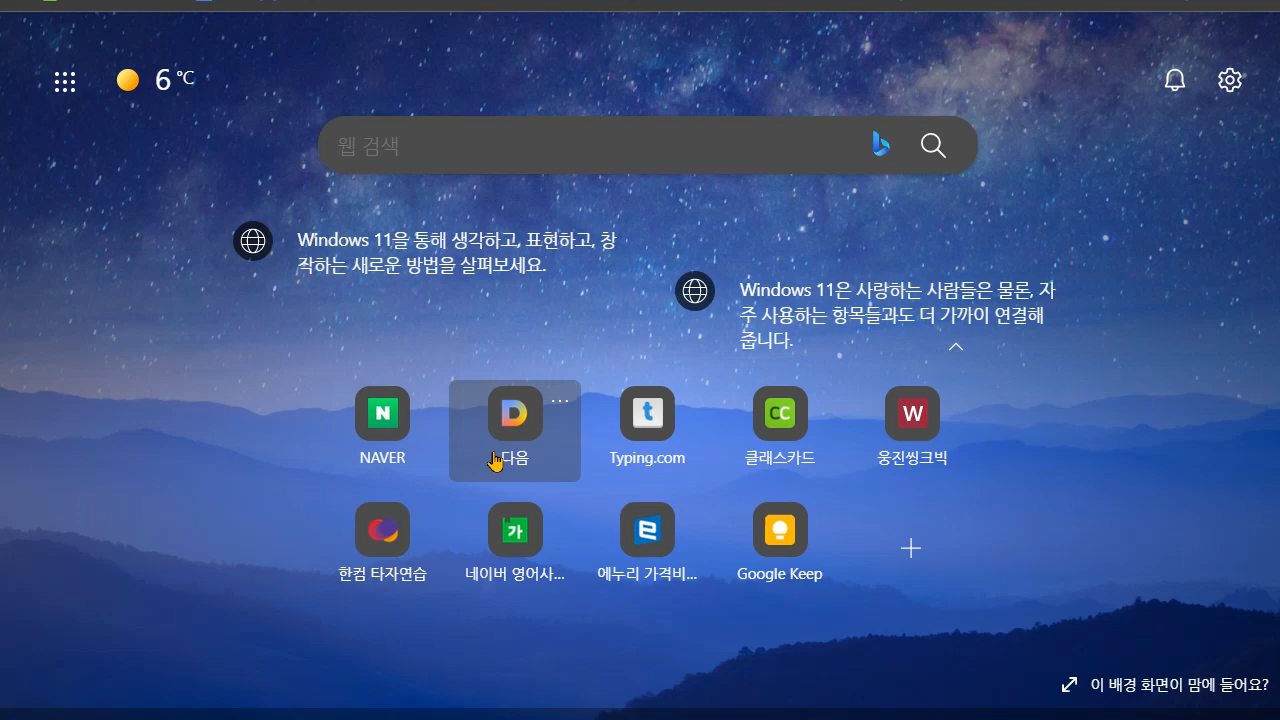 6 ℃
웹 검색
Windows 11을 통해 생각하고, 표현하고, 창
작하는 새로운 방법을 살펴보세요.
Windows 11은 사랑하는 사람들은 물론, 자
주 사용하는 항목들과도 더 가까이 연결해
줍니다.
N
D
t
CC
W
NAVER
다음
Typing.com
클래스카드
웅진씽크빅
가
한컴 타자연습
네이버 영어사...
에누리 가격비...
Google Keep
이 배경 화면이 맘에 들어요?